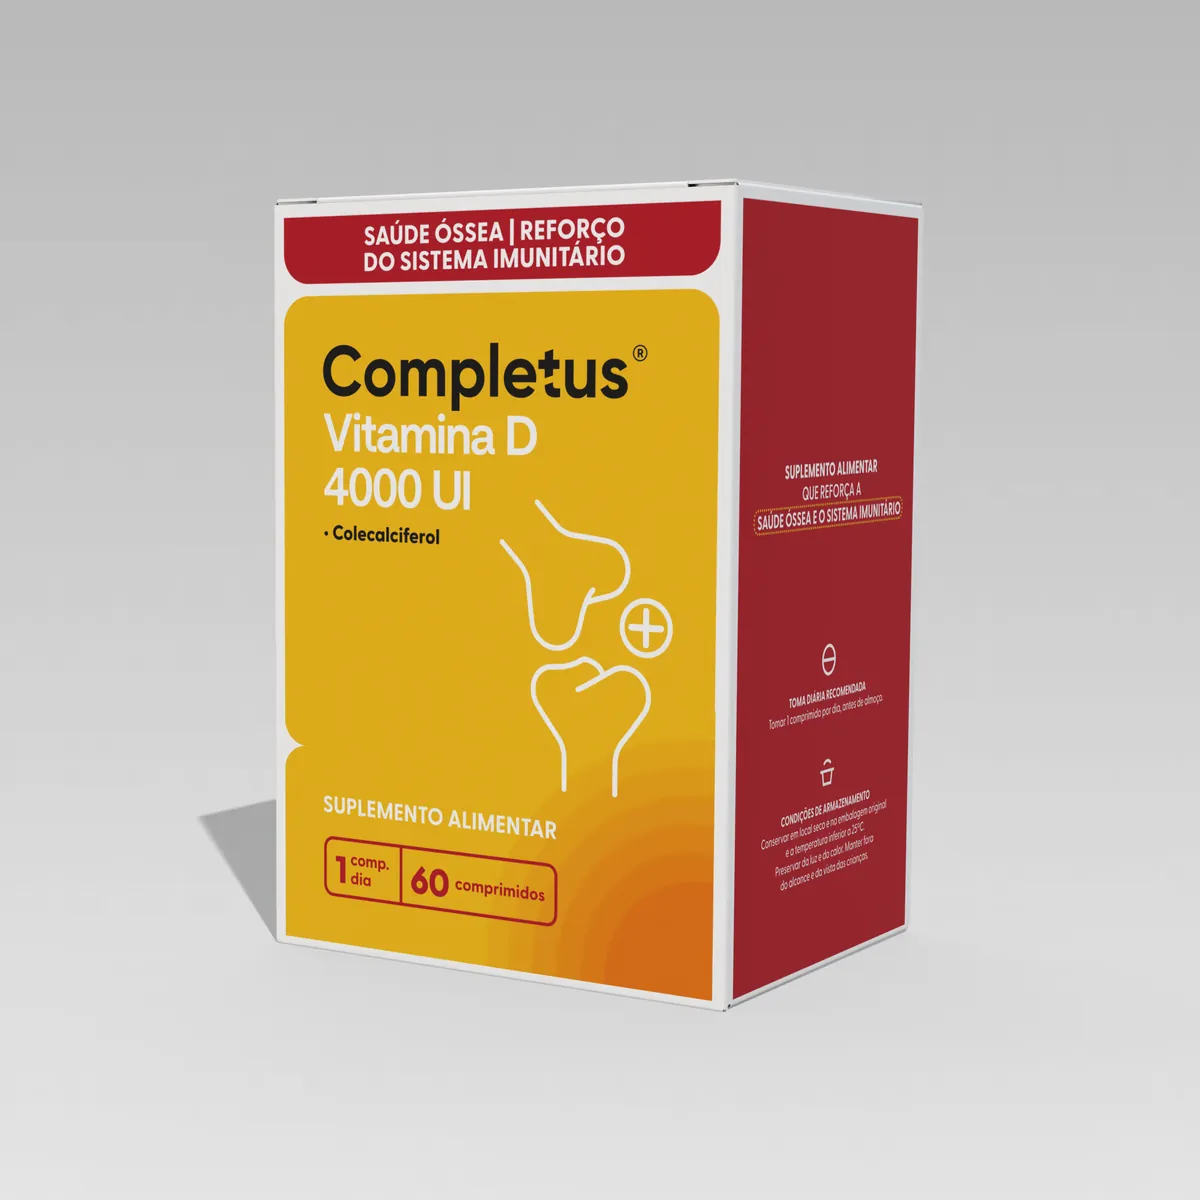 SAÚDE ÓSSEA | REFORÇO
DO SISTEMA IMUNITÁRIO
Completus®
Vitamina D
4000 UI
• Colecalciferol
SUPLEMENTO ALIMENTAR
1 comp.
dia
60 comprimidos
SUPLEMENTO ALIMENTAR
QUE REFORÇA A
SAÚDE ÓSSEA E O SISTEMA IMUNITÁRIO
TOMA DIÁRIA RECOMENDADA
Tomar 1 comprimido por dia, antes de almoço.
CONDIÇÕES DE ARMAZENAMENTO
Conservar em local seco e na embalagem original
e a temperatura inferior a 25ºC.
Preservar da luz e do calor. Manter fora
do alcance e da vista das crianças.